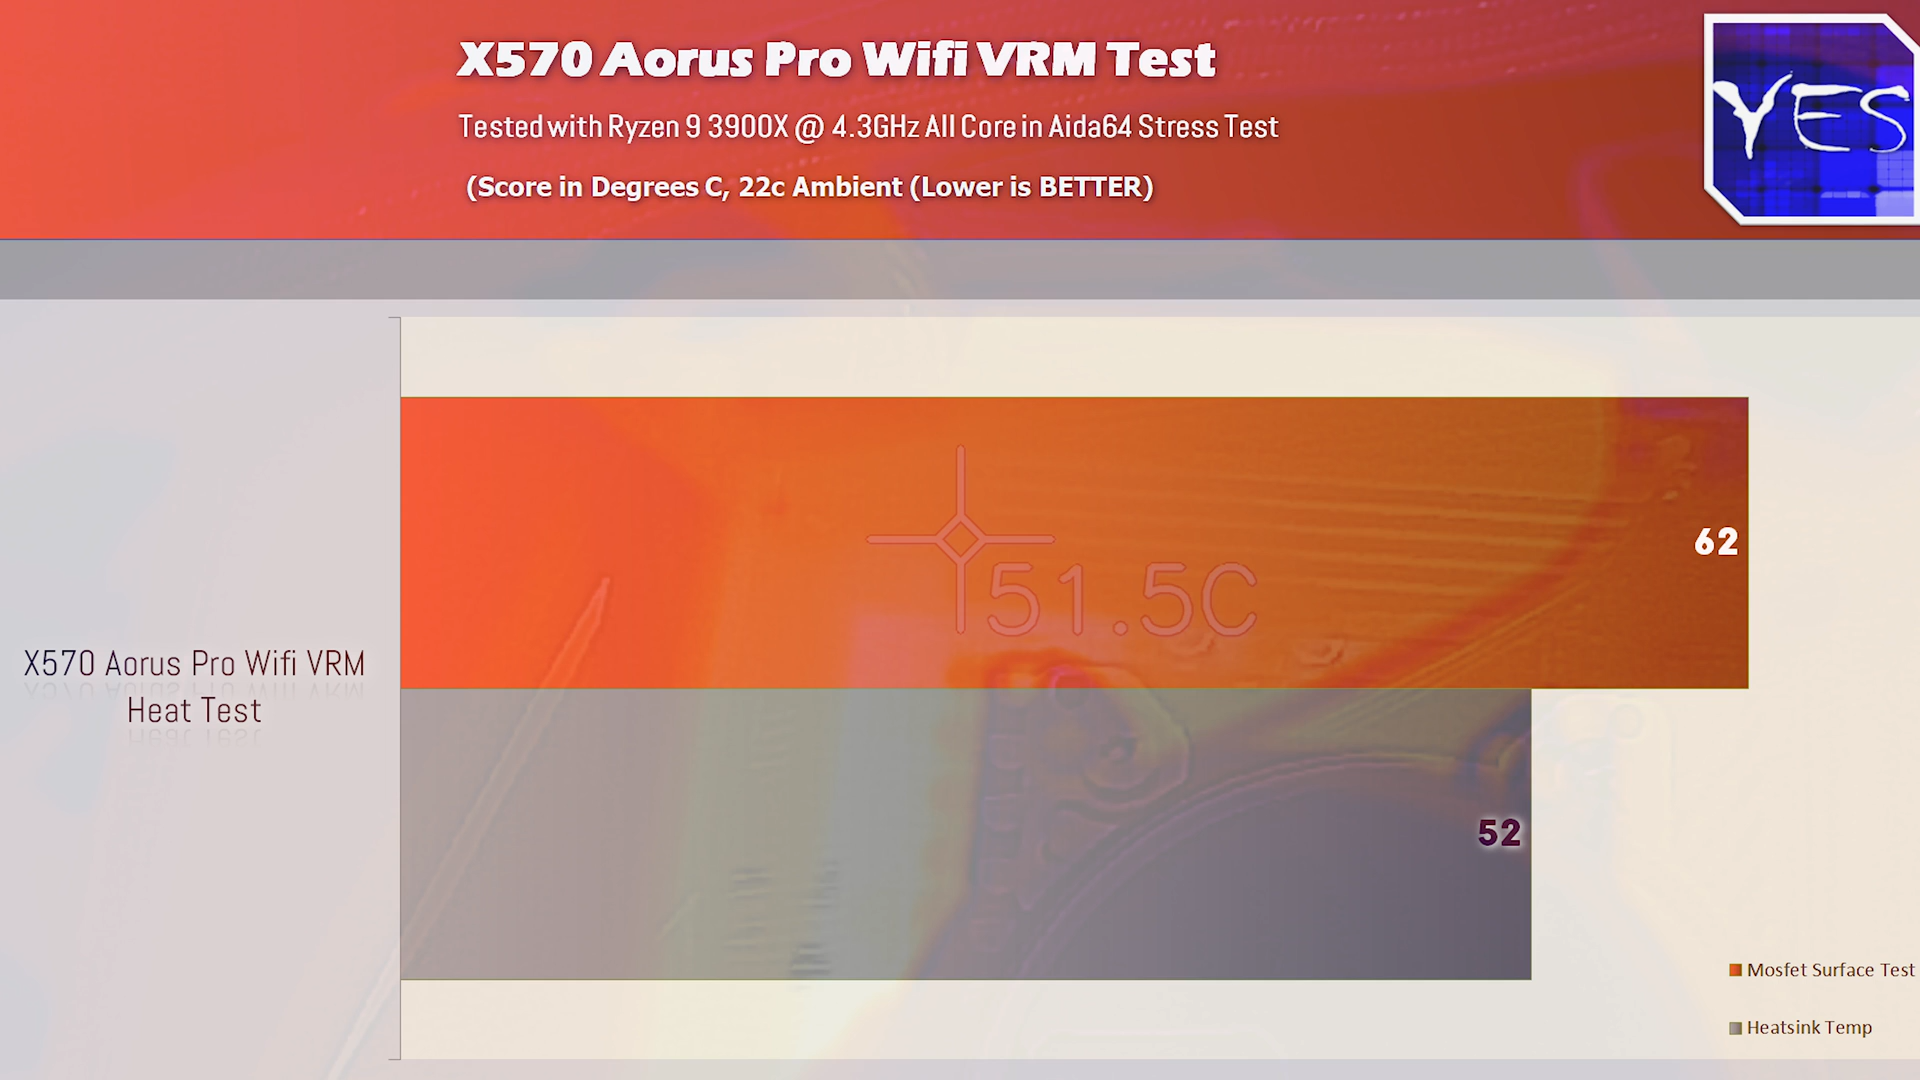 X570 Aorus Pro Wifi VRM Test
Tested with Ryzen 9 3900X @ 4.3GHz All Core in Aida64 Stress Test
(Score in Degrees C, 22c Ambient (Lower is BETTER)
YES
62
51.5C
X570 Aorus Pro Wifi VRM
Heat Test
52
Mosfet Surface Test
Heatsink Temp